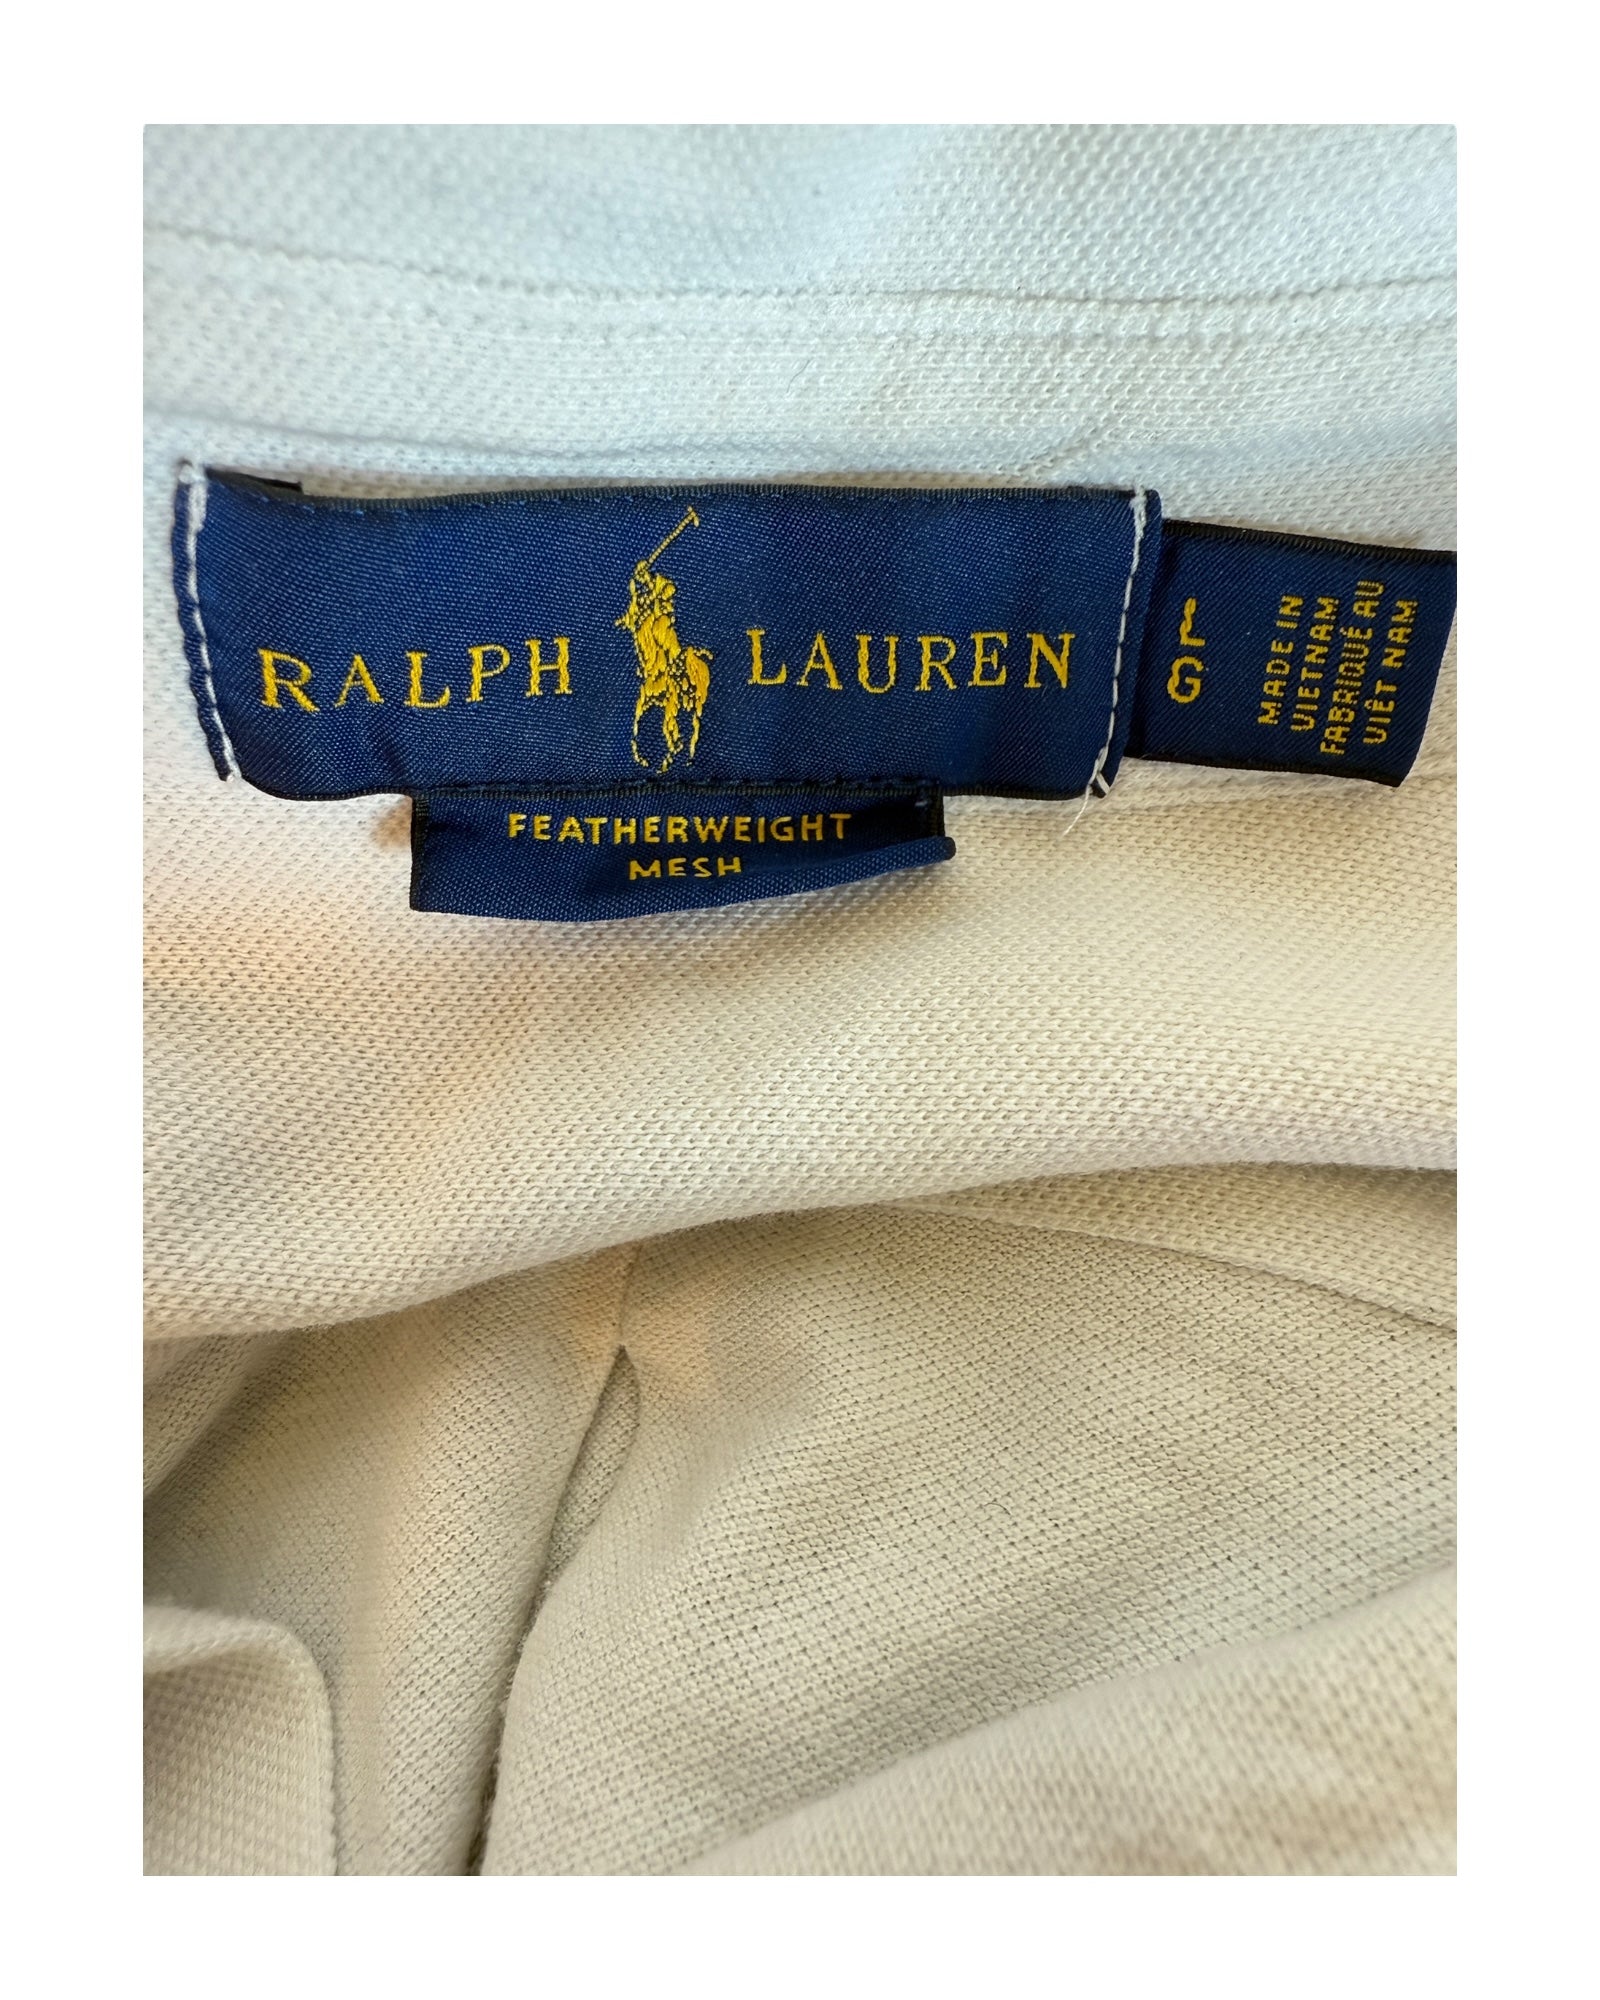 RALPH LAUREN
FEATHERWEIGHT
MESH
L
G
MADE IN
VIETNAM
FABRIQUÉ AU
VIÊT NAM